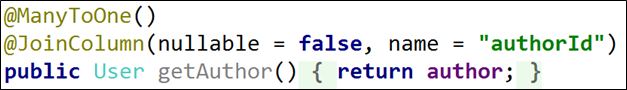 @ManyToOne()
@JoinColumn(nullable = false, name = "authorId")
public User getAuthor() { return author; }